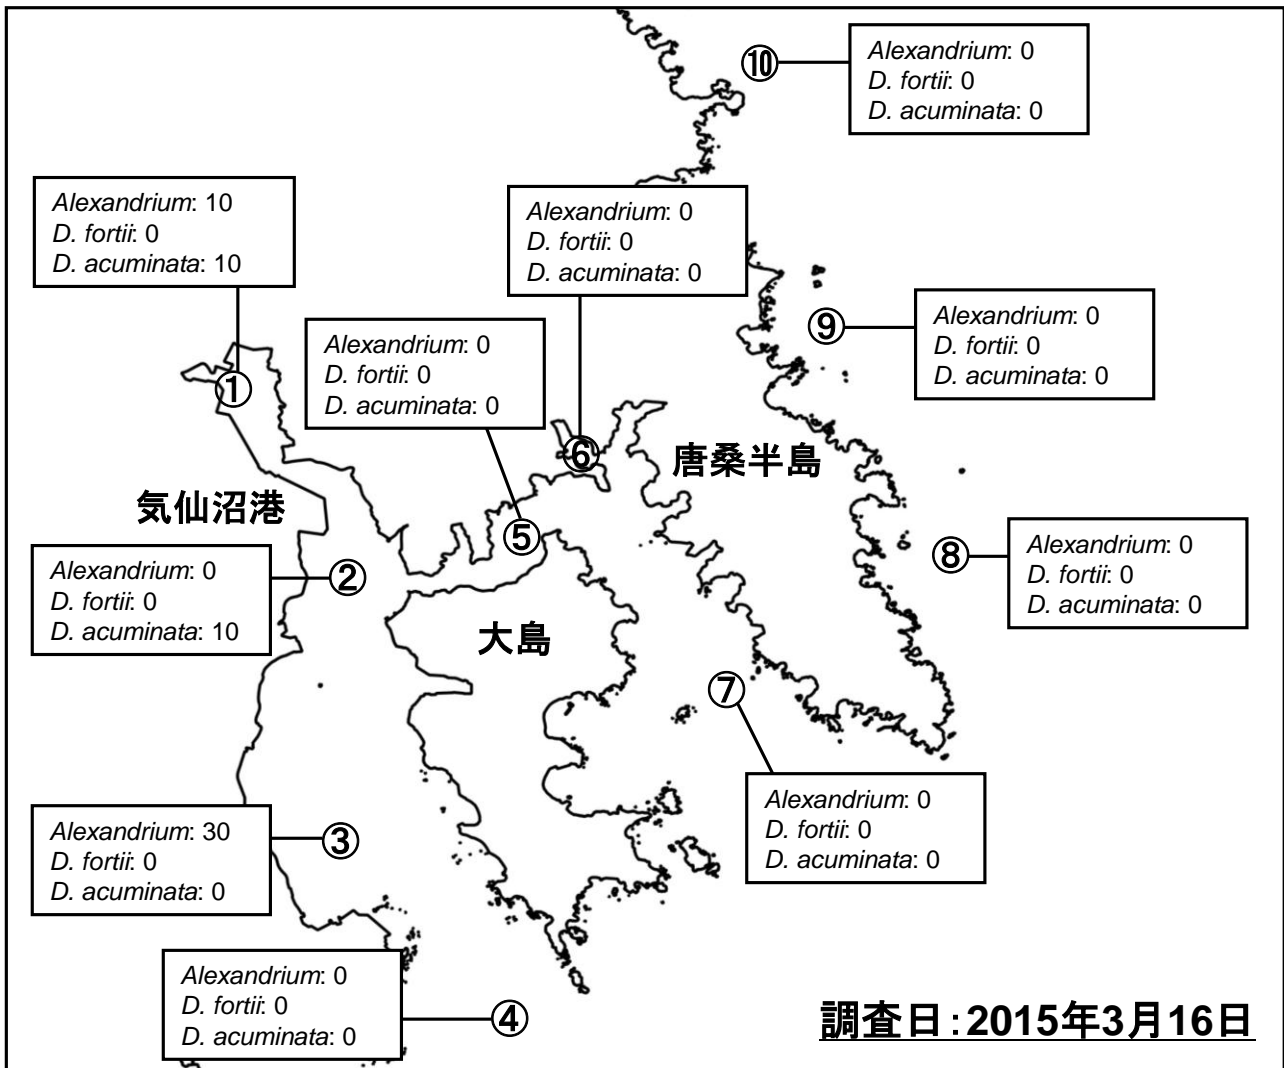 ⑩
Alexandrium: 0
D. fortii: 0
D. acuminata: 0
Alexandrium: 10
D. fortii: 0
D. acuminata: 10
①
Alexandrium: 0
D. fortii: 0
D. acuminata: 0
⑥
Alexandrium: 0
D. fortii: 0
D. acuminata: 0
⑤
⑨
Alexandrium: 0
D. fortii: 0
D. acuminata: 0
唐桑半島
気仙沼港
Alexandrium: 0
D. fortii: 0
D. acuminata: 10
②
⑧
Alexandrium: 0
D. fortii: 0
D. acuminata: 0
大島
⑦
Alexandrium: 0
D. fortii: 0
D. acuminata: 0
Alexandrium: 30
D. fortii: 0
D. acuminata: 0
③
Alexandrium: 0
D. fortii: 0
D. acuminata: 0
④
調査日:2015年3月16日